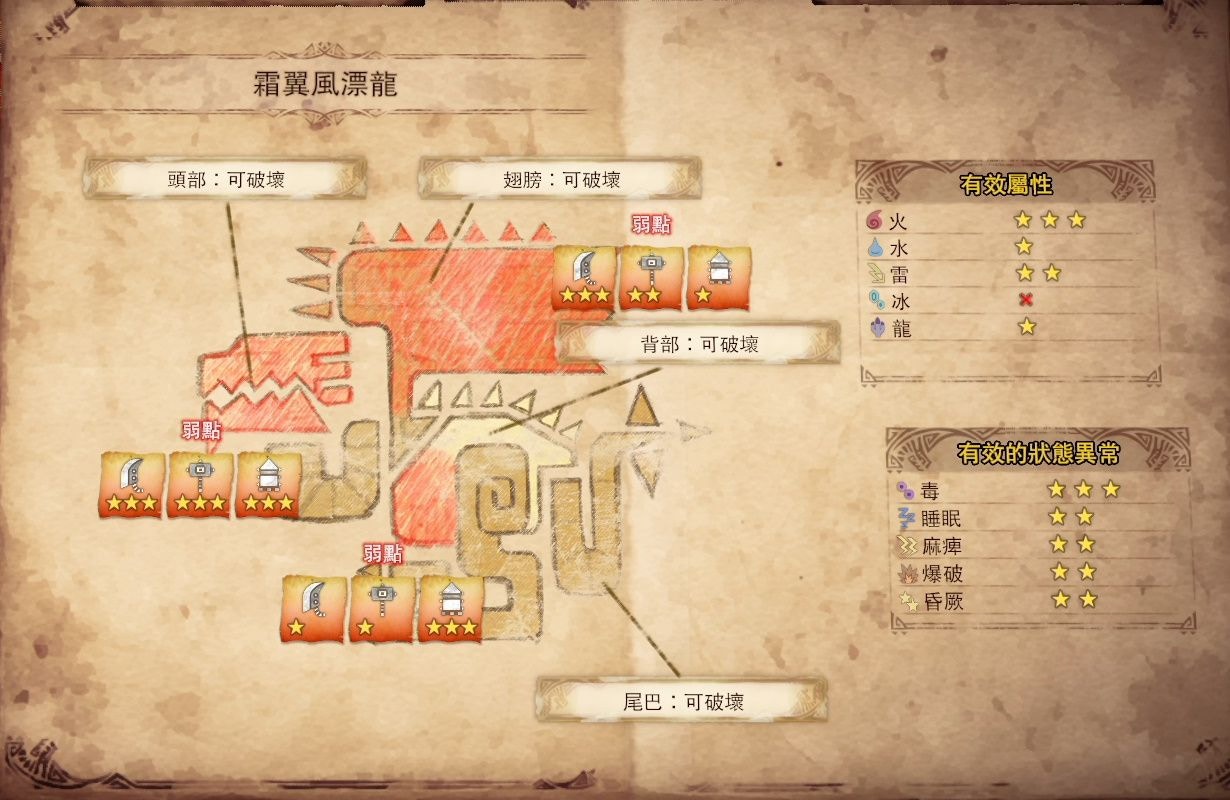 霜翼風漂龍
頭部：可破壞
翅膀：可破壞
弱點
背部：可破壞
弱點
弱點
尾巴：可破壞
有效屬性
火
水
雷
冰
龍
有效的狀態異常
毒
睡眠
麻痺
爆破
昏厥